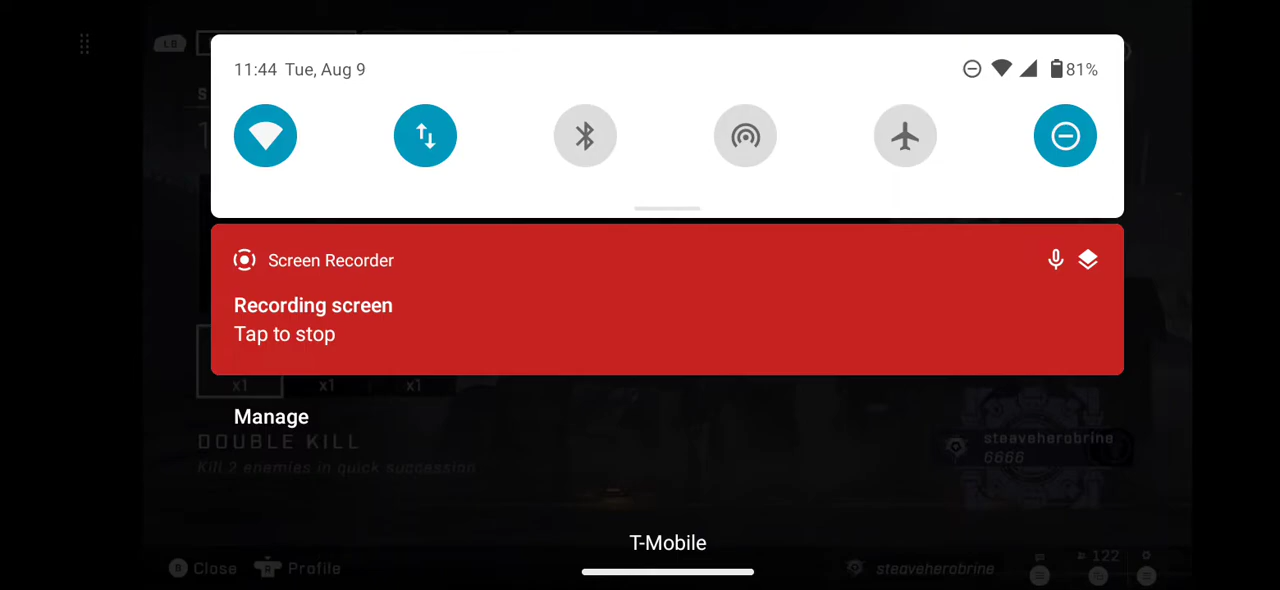 LB
11:44 Tue, Aug 9
81%
Screen Recorder
Recording screen
Tap to stop
x1 x1 x1
Manage
DOUBLE KILL
Kill 2 enemies in quick succession
steaveherobrine
6666
T-Mobile
B Close Profile
steaveherobrine
122